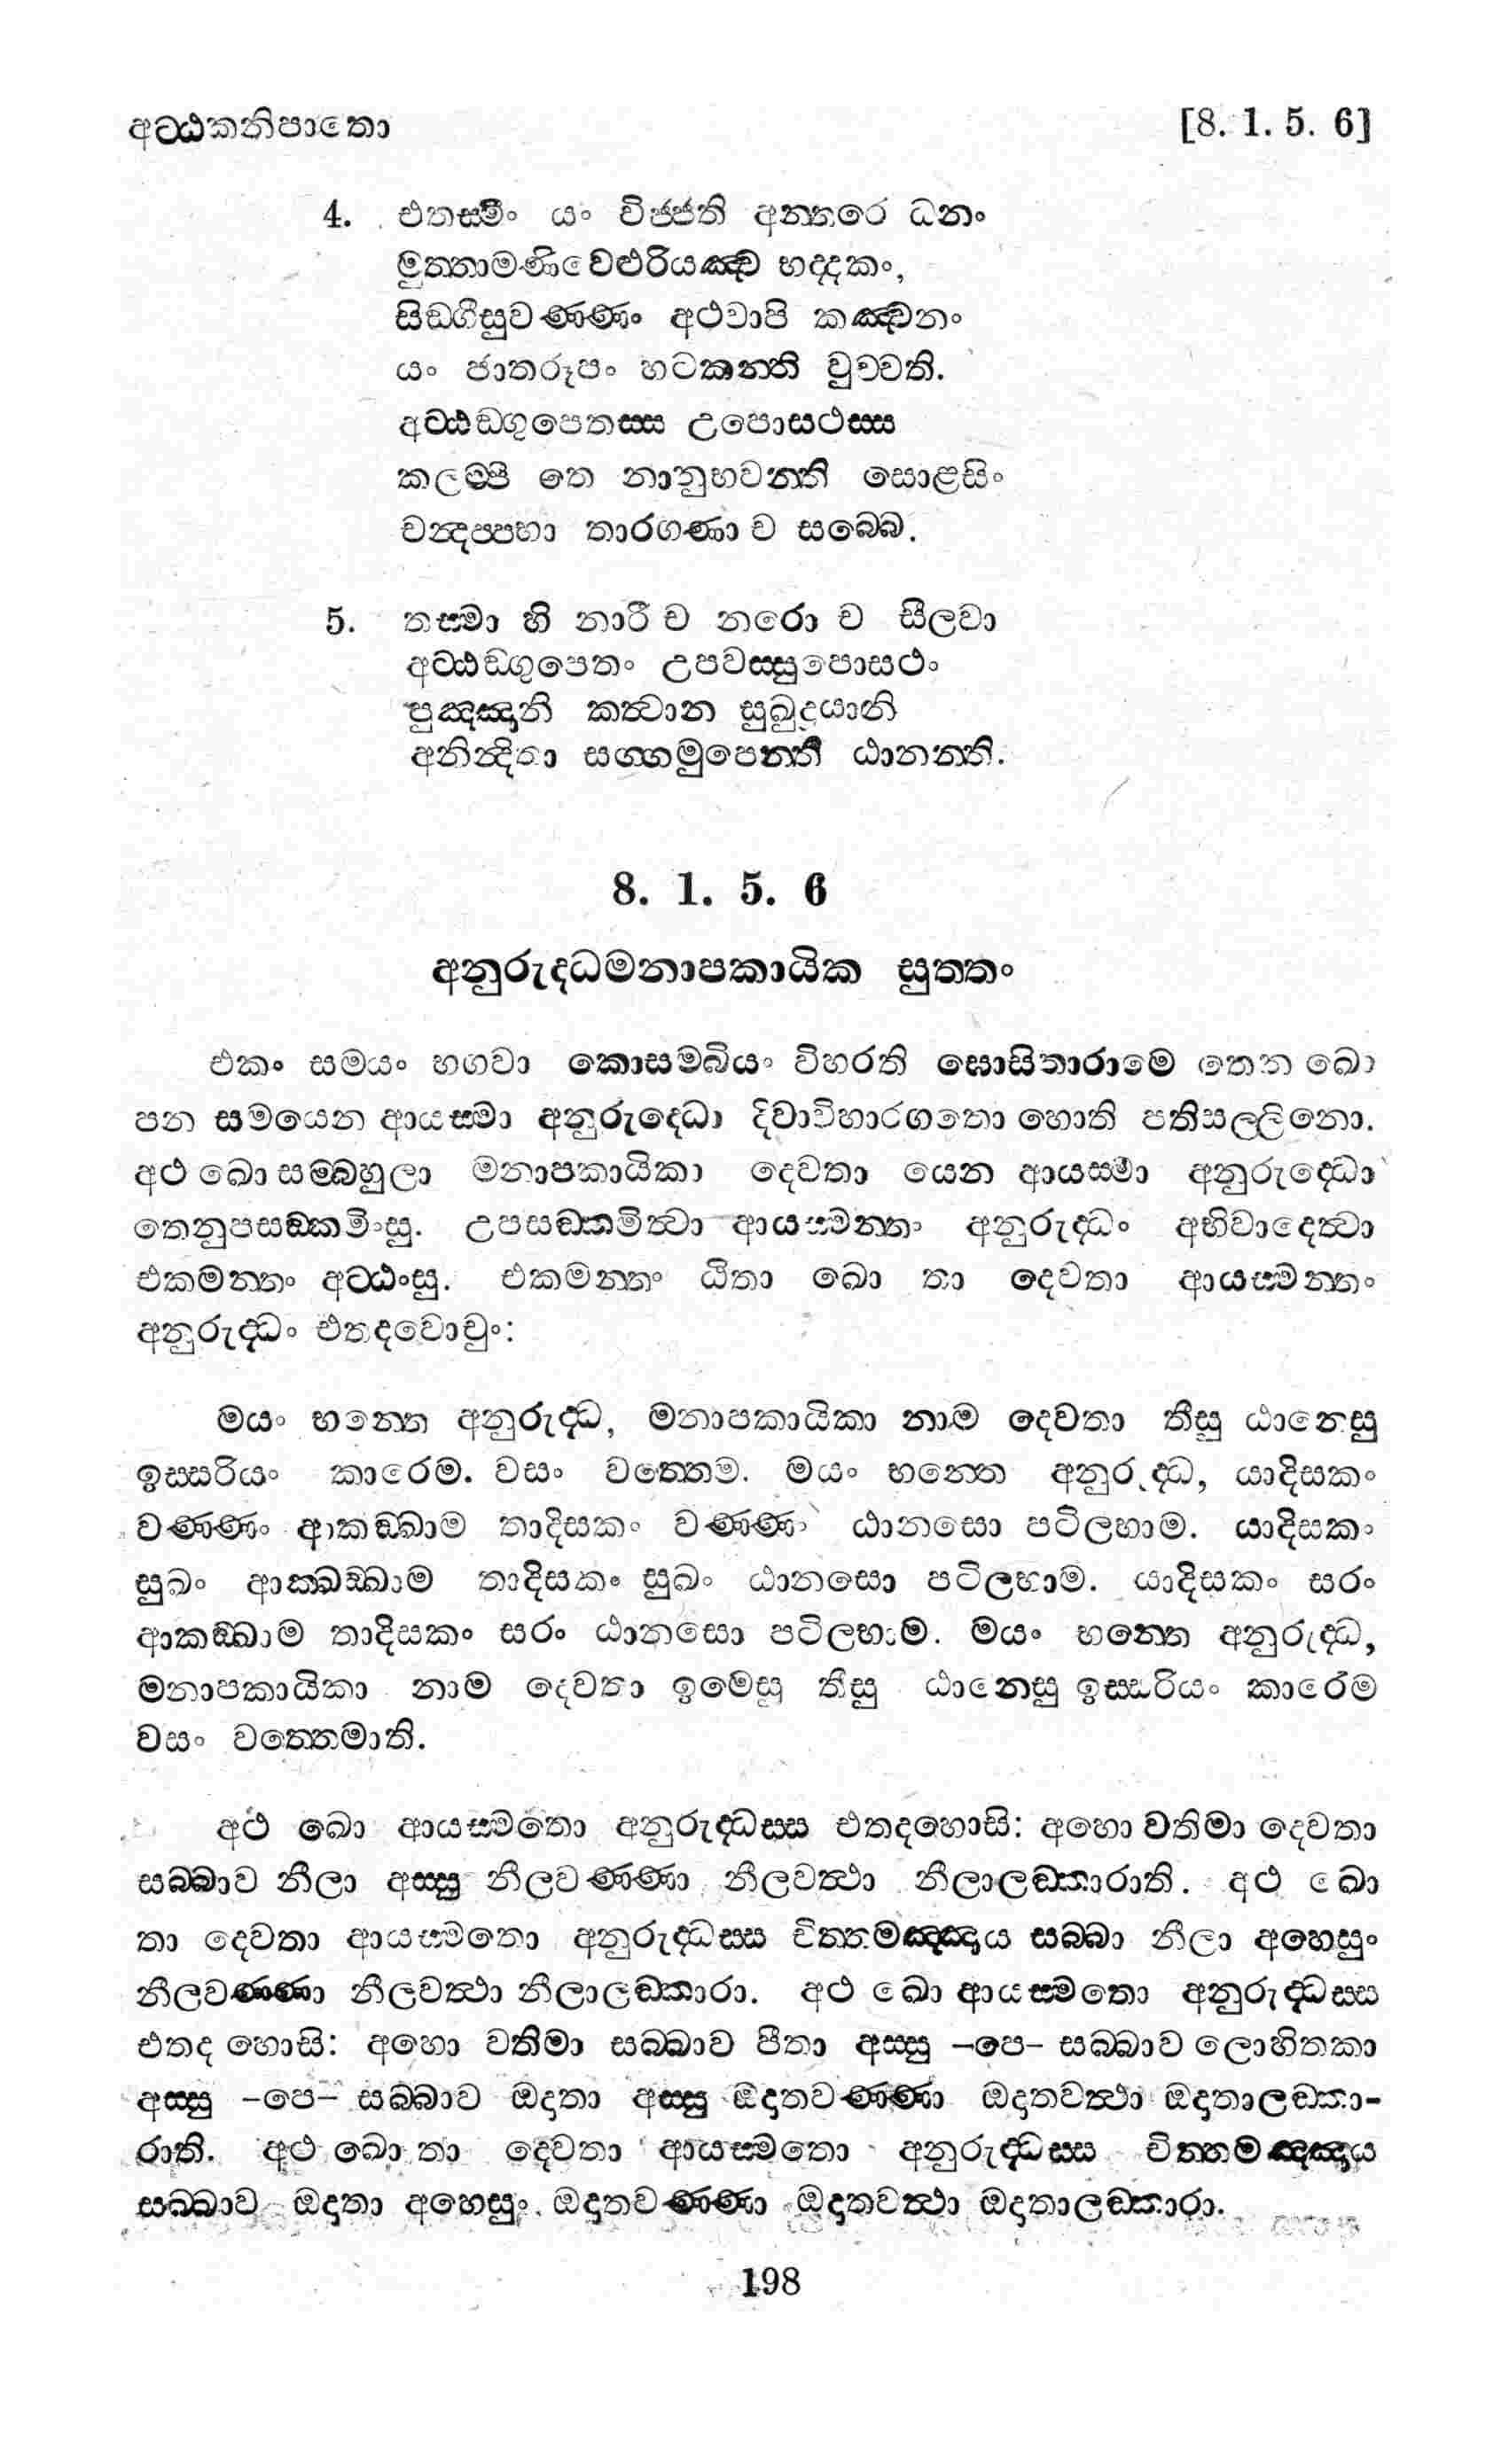 අට්ඨකනිපාතො [8. 1. 5. 6]
4. එතස්මිං යං විජ්ජති අන්තරෙ ධනං
මුත්තාමණිවෙළුරියඤ්ච භද්දකං,
සිඞ්ගීසුවණ්ණං අථවාපි කඤ්චනං
යං ජාතරූපං හටකන්ති වුච්චති.
අට්ඨඞ්ගුපෙතස්ස උපොසථස්ස
කලම්පි තෙ නානුභවන්ති සොළසිං
චන්දප්පභා තාරගණා ච සබ්බෙ.
5. තස්මා හි නාරී ච නරො ච සීලවා
අට්ඨඞ්ගුපෙතං උපවස්සුපොසථං
පුඤ්ඤානි කත්වාන සුඛුද්‍රයානි
අනින්දිතා සග්ගමුපෙන්ති ඨානන්ති.
8. 1. 5. 6
අනුරුද්ධමනාපකායික සුත්තං
එකං සමයං භගවා කොසම්බියං විහරති ඝොසිතාරාමෙ තෙන ඛො
පන සමයෙන ආයස්මා අනුරුද්ධො දිවාවිහාරගතො හොති පතිසල්ලිනො.
අථ ඛො සම්බහුලා මනාපකායිකා දෙවතා යෙන ආයස්මා අනුරුද්ධො
තෙනුපසඞ්කමිංසු. උපසඞ්කමිත්වා ආයස්මන්තං අනුරුද්ධං අභිවාදෙත්වා
එකමන්තං අට්ඨංසු. එකමන්තං ඨිතා ඛො තා දෙවතා ආයස්මන්තං
අනුරුද්ධං එතදවොචුං:
මයං භන්තෙ අනුරුද්ධ, මනාපකායිකා නාම දෙවතා තීසු ඨානෙසු
ඉස්සරියං කාරෙම. වසං වත්තෙම. මයං භන්තෙ අනුරුද්ධ, යාදිසකං
වණ්ණං ආකඞ්ඛාම තාදිසකං වණ්ණං ඨානසො පටිලභාම. යාදිසකං
සුඛං ආකඞ්ඛාම තාදිසකං සුඛං ඨානසො පටිලභාම. යාදිසකං සරං
ආකඞ්ඛාම තාදිසකං සරං ඨානසො පටිලභාම. මයං භන්තෙ අනුරුද්ධ,
මනාපකායිකා නාම දෙවතා ඉමෙසු තීසු ඨානෙසු ඉස්සරියං කාරෙම
වසං වත්තෙමාති.
අථ ඛො ආයස්මතො අනුරුද්ධස්ස එතදහොසි: අහො වතිමා දෙවතා
සබ්බාව නීලා අස්සු නීලවණ්ණා නීලවත්ථා නීලාලඞ්කාරාති. අථ ඛො
තා දෙවතා ආයස්මතො අනුරුද්ධස්ස චිත්තමඤ්ඤාය සබ්බා නීලා අහෙසුං
නීලවණ්ණා නීලවත්ථා නීලාලඞ්කාරා. අථ ඛො ආයස්මතො අනුරුද්ධස්ස
එතද හොසි: අහො වතිමා සබ්බාව පීතා අස්සු -පෙ- සබ්බාව ලොහිතකා
අස්සු -පෙ- සබ්බාව ඔදාතා අස්සු ඔදාතවණ්ණා ඔදාතවත්ථා ඔදාතාලඞ්කා-
රාති. අථ ඛො තා දෙවතා ආයස්මතො අනුරුද්ධස්ස චිත්තමඤ්ඤාය
සබ්බාව ඔදාතා අහෙසුං. ඔදාතවණ්ණා ඔදාතවත්ථා ඔදාතාලඞ්කාරා.
198